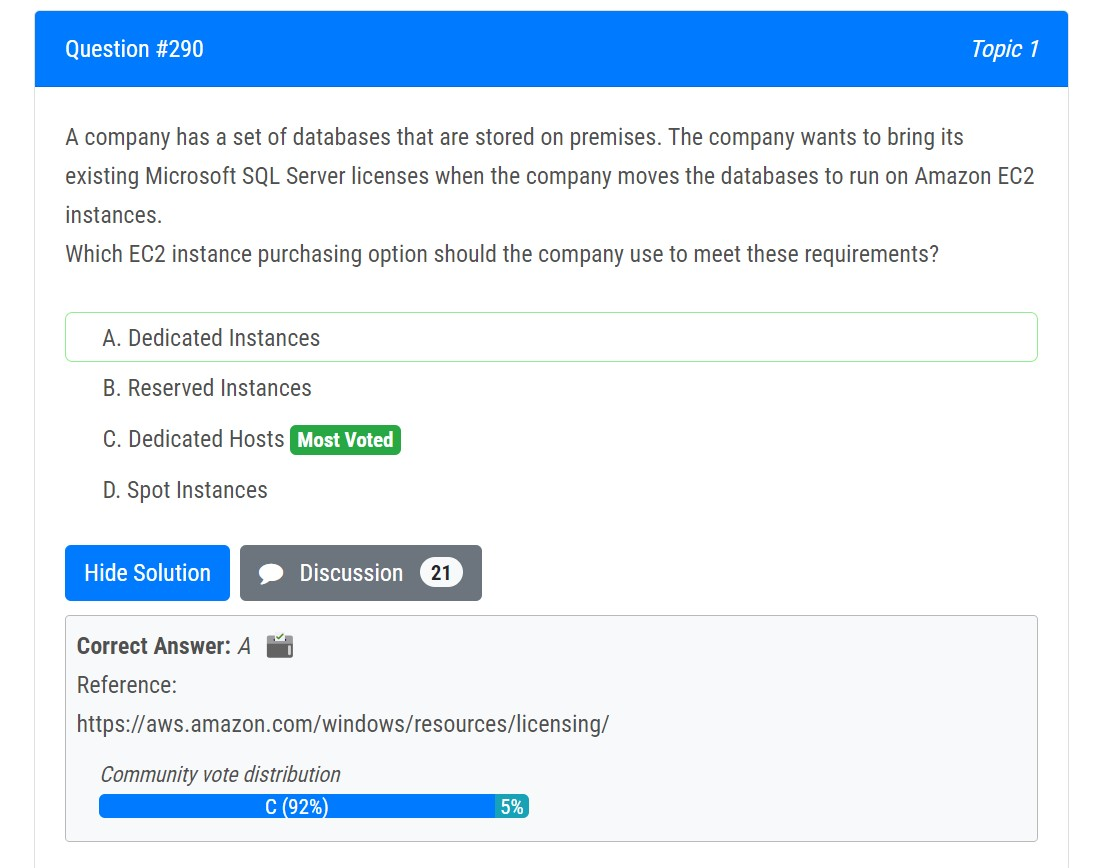 Question #290
Topic 1
A company has a set of databases that are stored on premises. The company wants to bring its
existing Microsoft SQL Server licenses when the company moves the databases to run on Amazon EC2
instances.
Which EC2 instance purchasing option should the company use to meet these requirements?
A. Dedicated Instances
B. Reserved Instances
C. Dedicated Hosts Most Voted
D. Spot Instances
Hide Solution
Discussion 21
Correct Answer: A
Reference:
https://aws.amazon.com/windows/resources/licensing/
Community vote distribution
C (92%) 5%